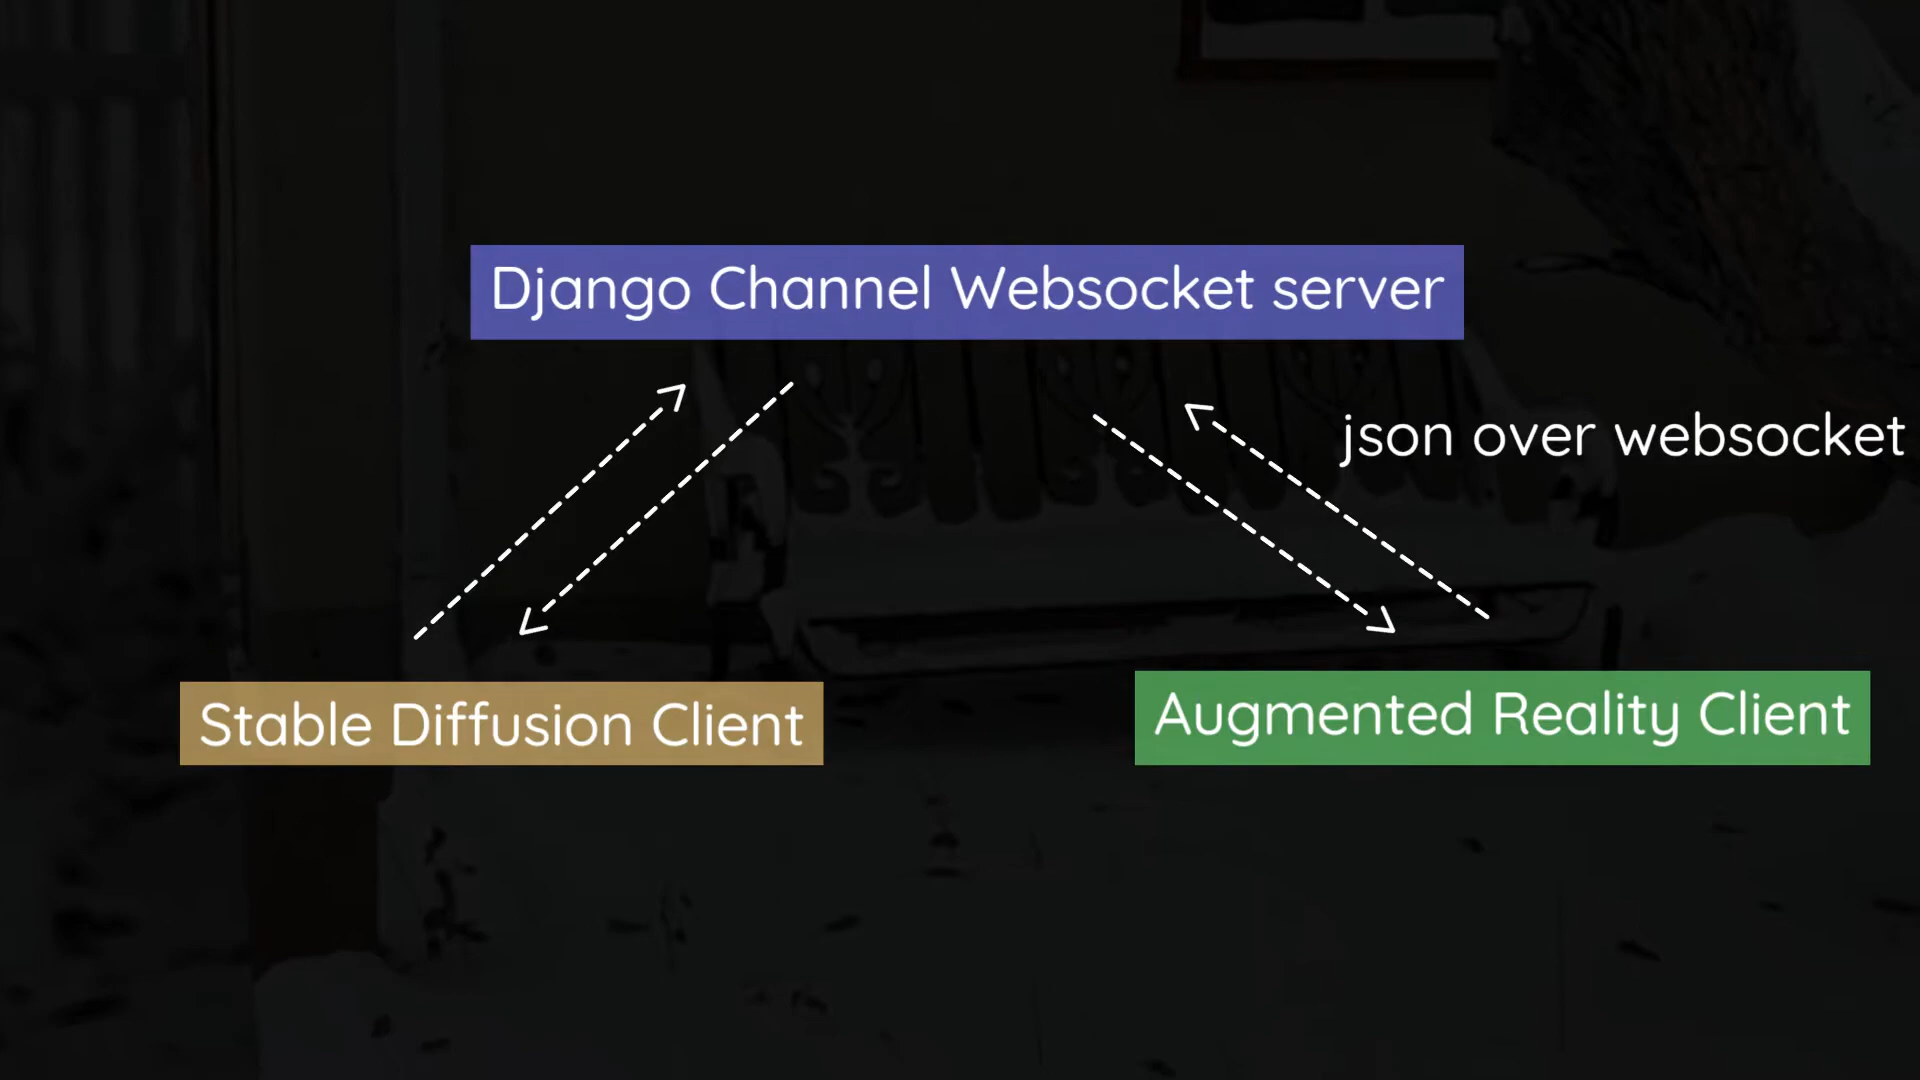 Django Channel Websocket server
json over websocket
Stable Diffusion Client
Augmented Reality Client